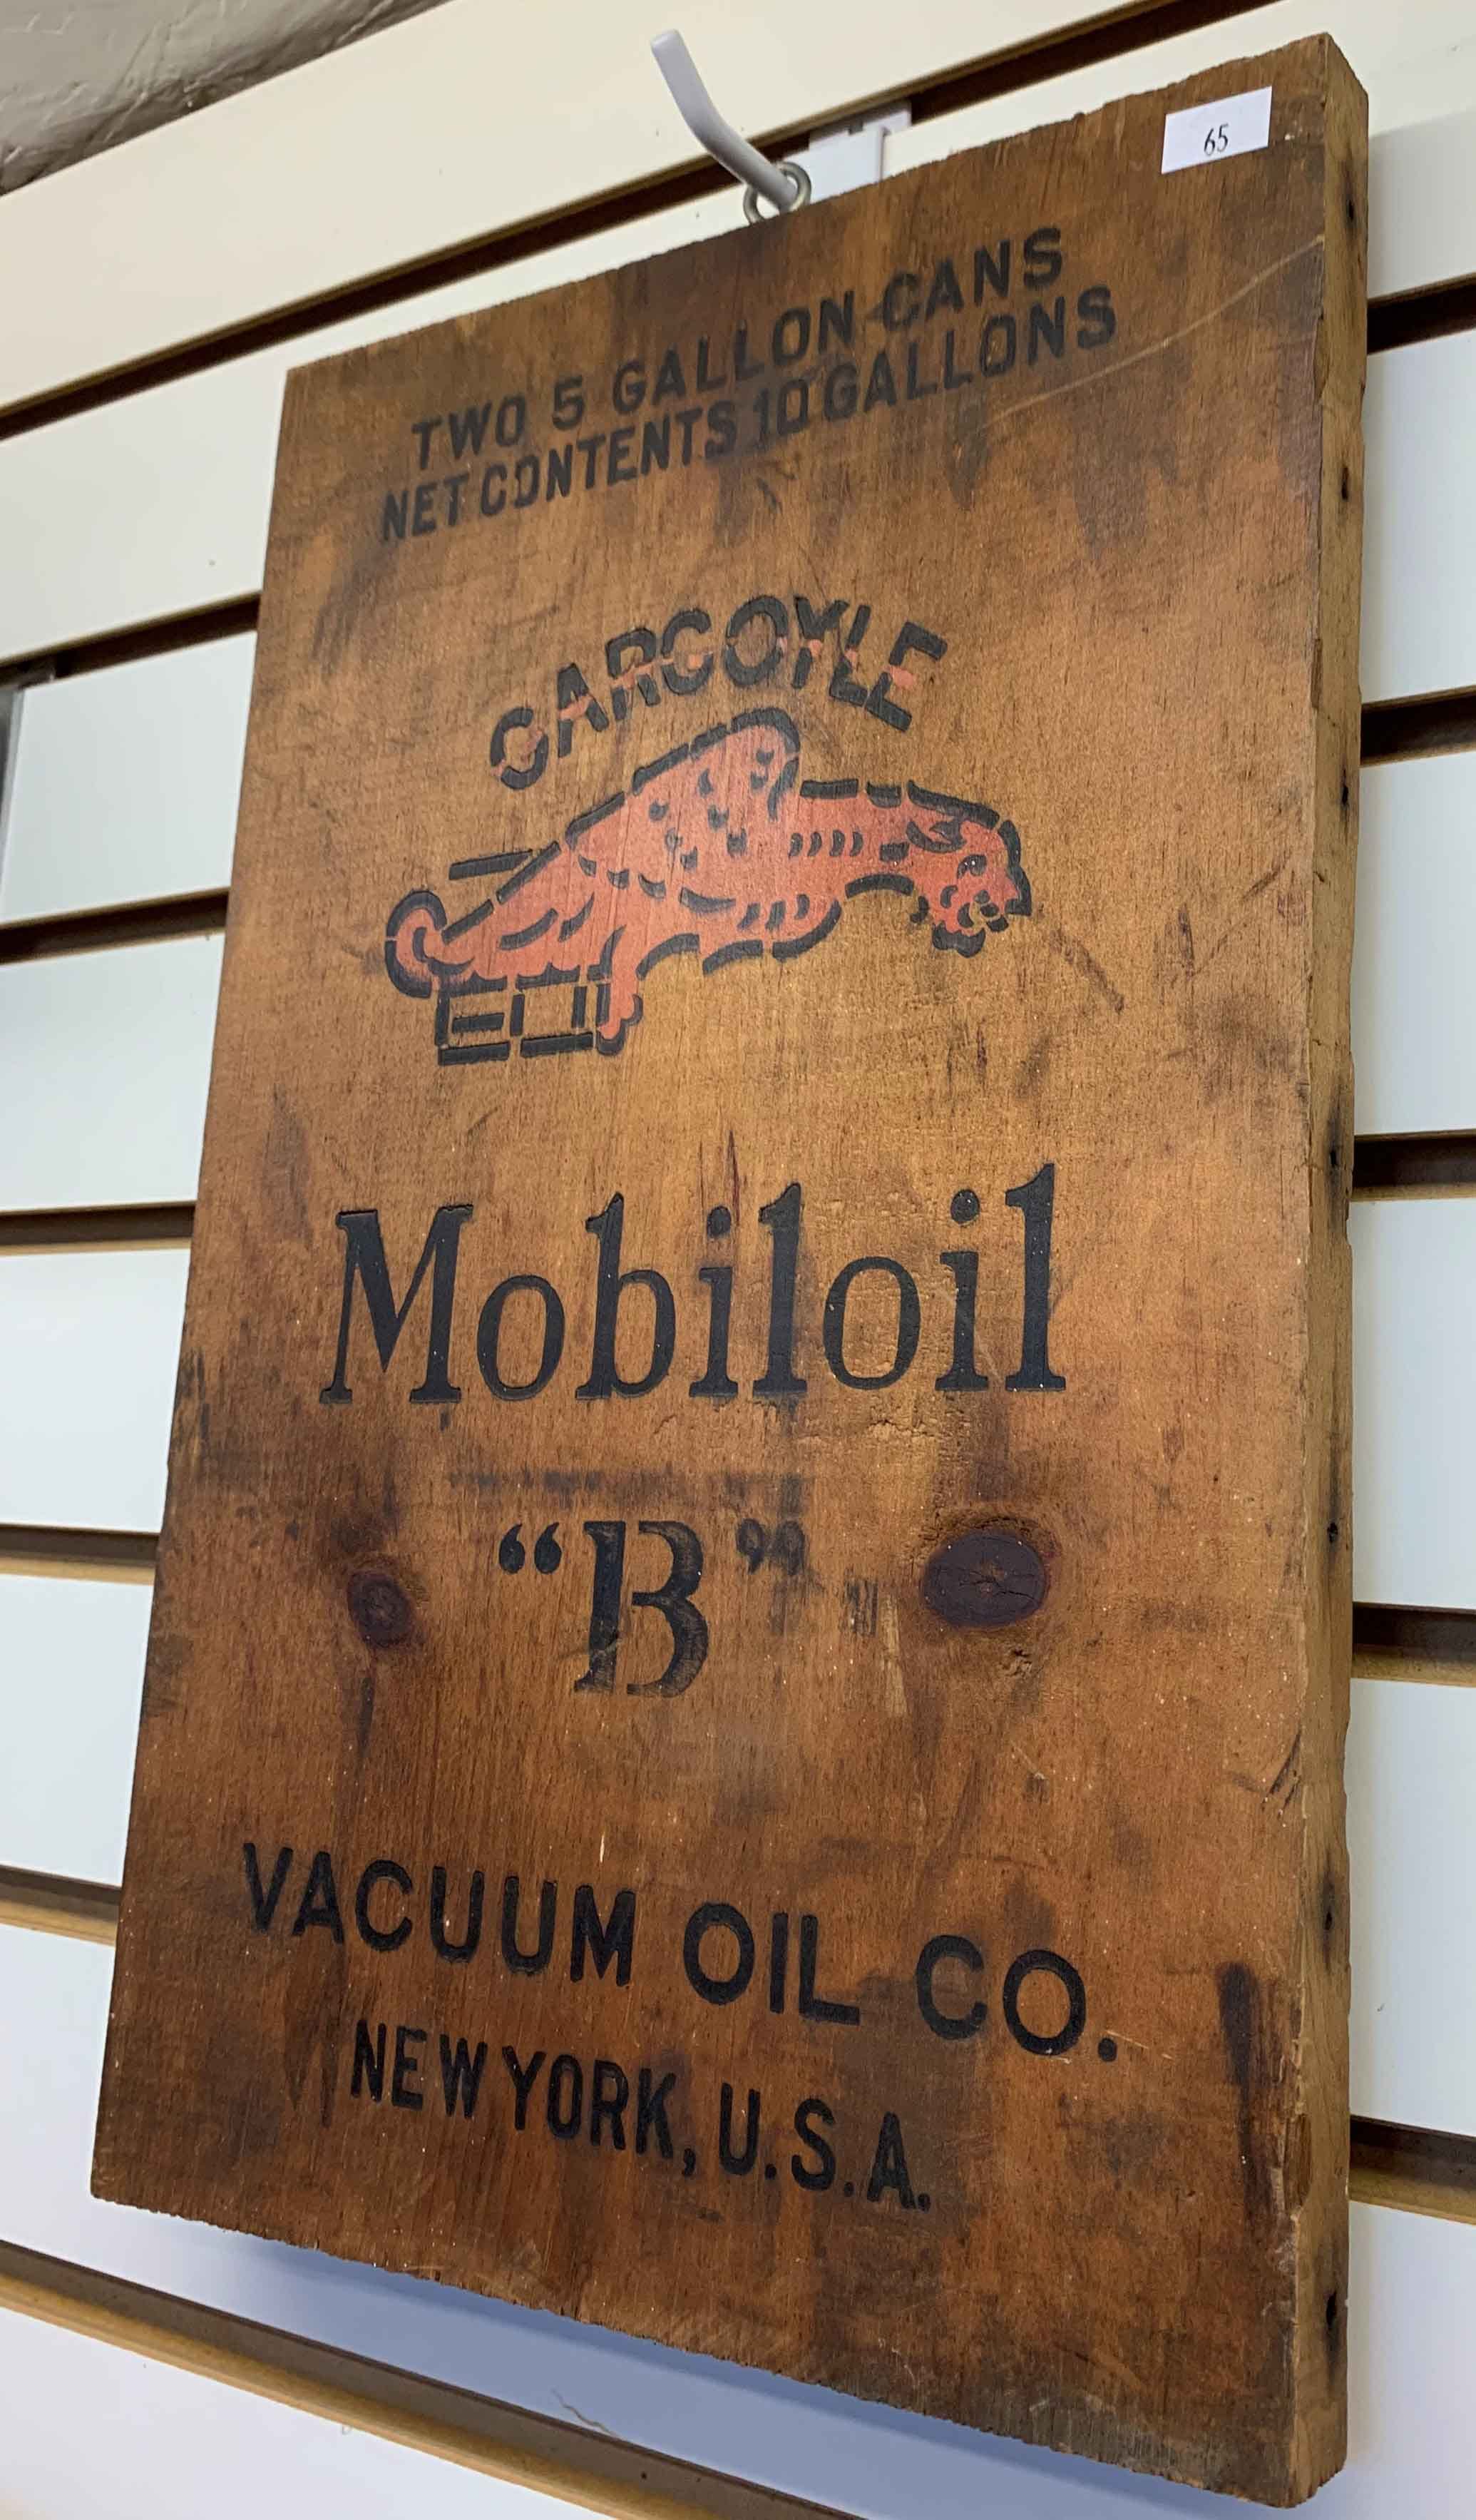 65
TWO 5 GALLON CANS
NET CONTENTS 10 GALLONS
GARGOYLE
Mobiloil
“B”
VACUUM OIL CO.
NEW YORK, U.S.A.